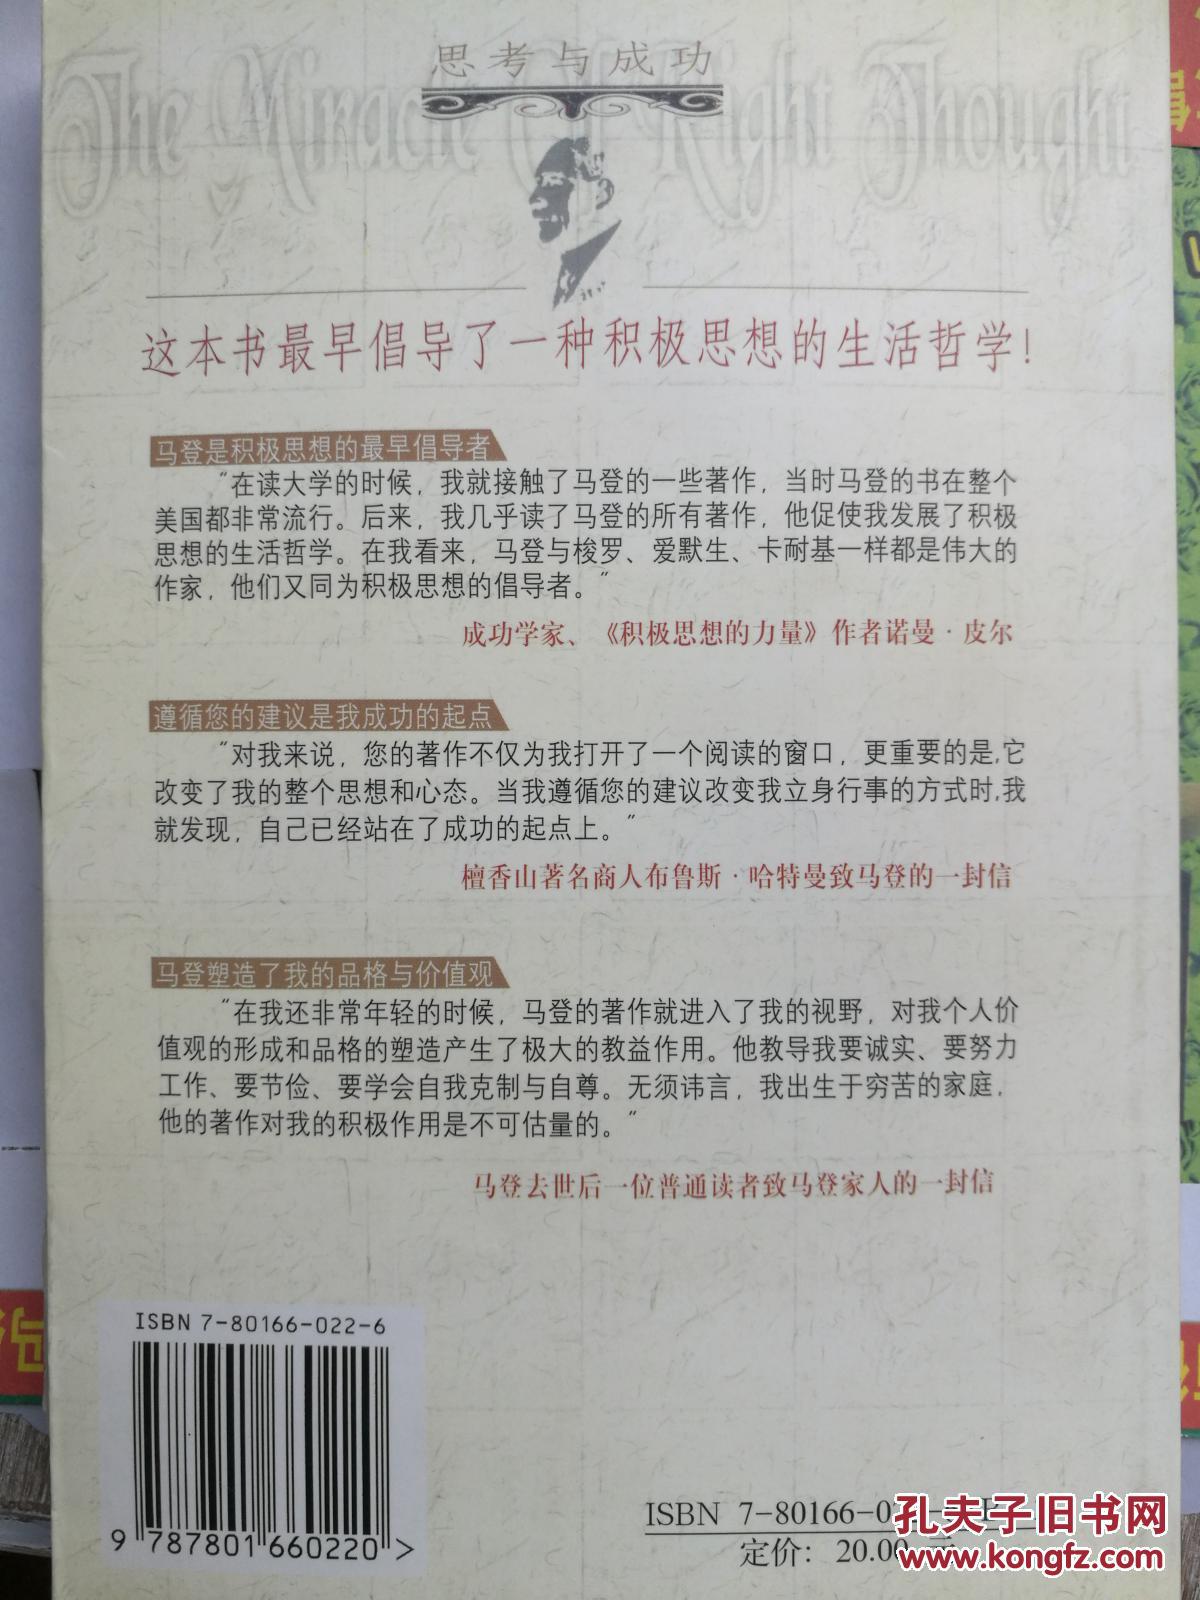 思考与成功
The Miracle Of Right Thought
这本书最早倡导了一种积极思想的生活哲学！
马登是积极思想的最早倡导者
“在读大学的时候，我就接触了马登的一些著作，当时马登的书在整个
美国都非常流行。后来，我几乎读了马登的所有著作，他促使我发展了积极
思想的生活哲学。在我看来，马登与梭罗、爱默生、卡耐基一样都是伟大的
作家，他们又同为积极思想的倡导者。”
成功学家、《积极思想的力量》作者诺曼·皮尔
遵循您的建议是我成功的起点
“对我来说，您的著作不仅为我打开了一个阅读的窗口，更重要的是,它
改变了我的整个思想和心态。当我遵循您的建议改变我立身行事的方式时,我
就发现，自己已经站在了成功的起点上。”
檀香山著名商人布鲁斯·哈特曼致马登的一封信
马登塑造了我的品格与价值观
“在我还非常年轻的时候，马登的著作就进入了我的视野，对我个人价
值观的形成和品格的塑造产生了极大的教益作用。他教导我要诚实、要努力
工作、要节俭、要学会自我克制与自尊。无须讳言，我出生于穷苦的家庭，
他的著作对我的积极作用是不可估量的。”
马登去世后一位普通读者致马登家人的一封信
ISBN 7-80166-022-6
9 787801 660220 >
ISBN 7-80166-02
定价：20.00 元
孔夫子旧书网
www.kongfz.com